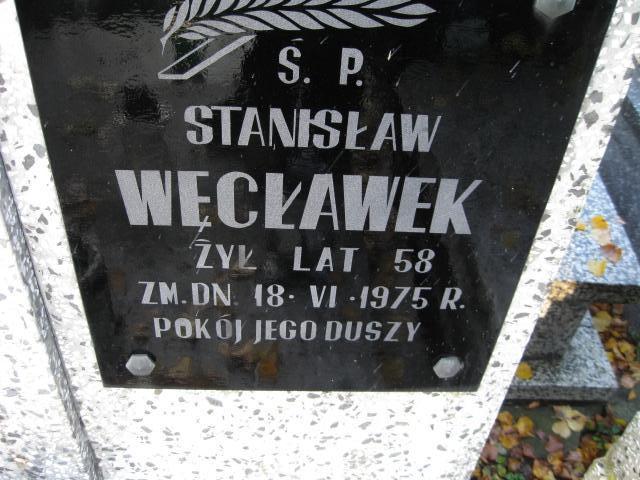 Ś. P.
STANISŁAW
WĘCŁAWEK
ŻYŁ LAT 58
ZM. DN. 18. VI. 1975 R.
POKÓJ JEGO DUSZY